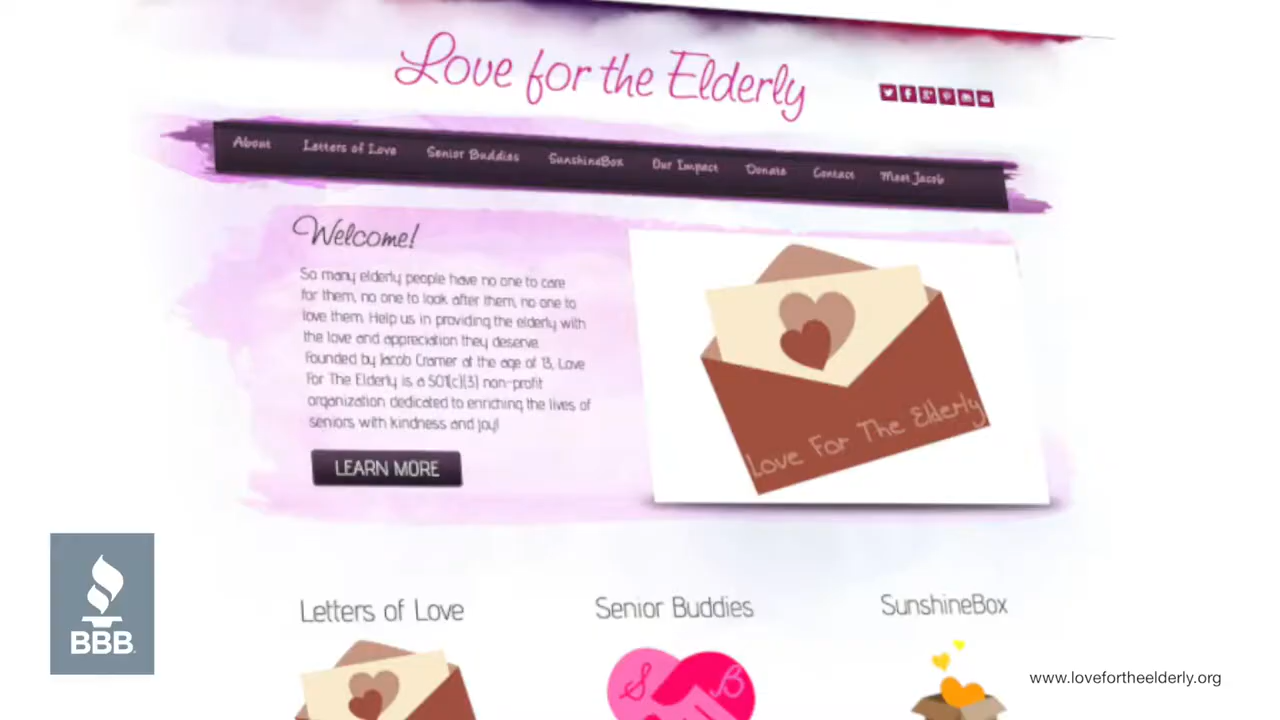 Love for the Elderly
About Letters of Love Senior Buddies SunshineBox Our Impact Donate Contact Meet Jacob
Welcome!
So many elderly people have no one to care
for them, no one to look after them, no one to
love them. Help us in providing the elderly with
the love and appreciation they deserve.
Founded by Jacob Cramer at the age of 13, Love
For The Elderly is a 501(c)(3) non-profit
organization dedicated to enriching the lives of
seniors with kindness and joy!
LEARN MORE
Love For The Elderly
Letters of Love
Senior Buddies
SunshineBox
S B
BBB
www.lovefortheelderly.org